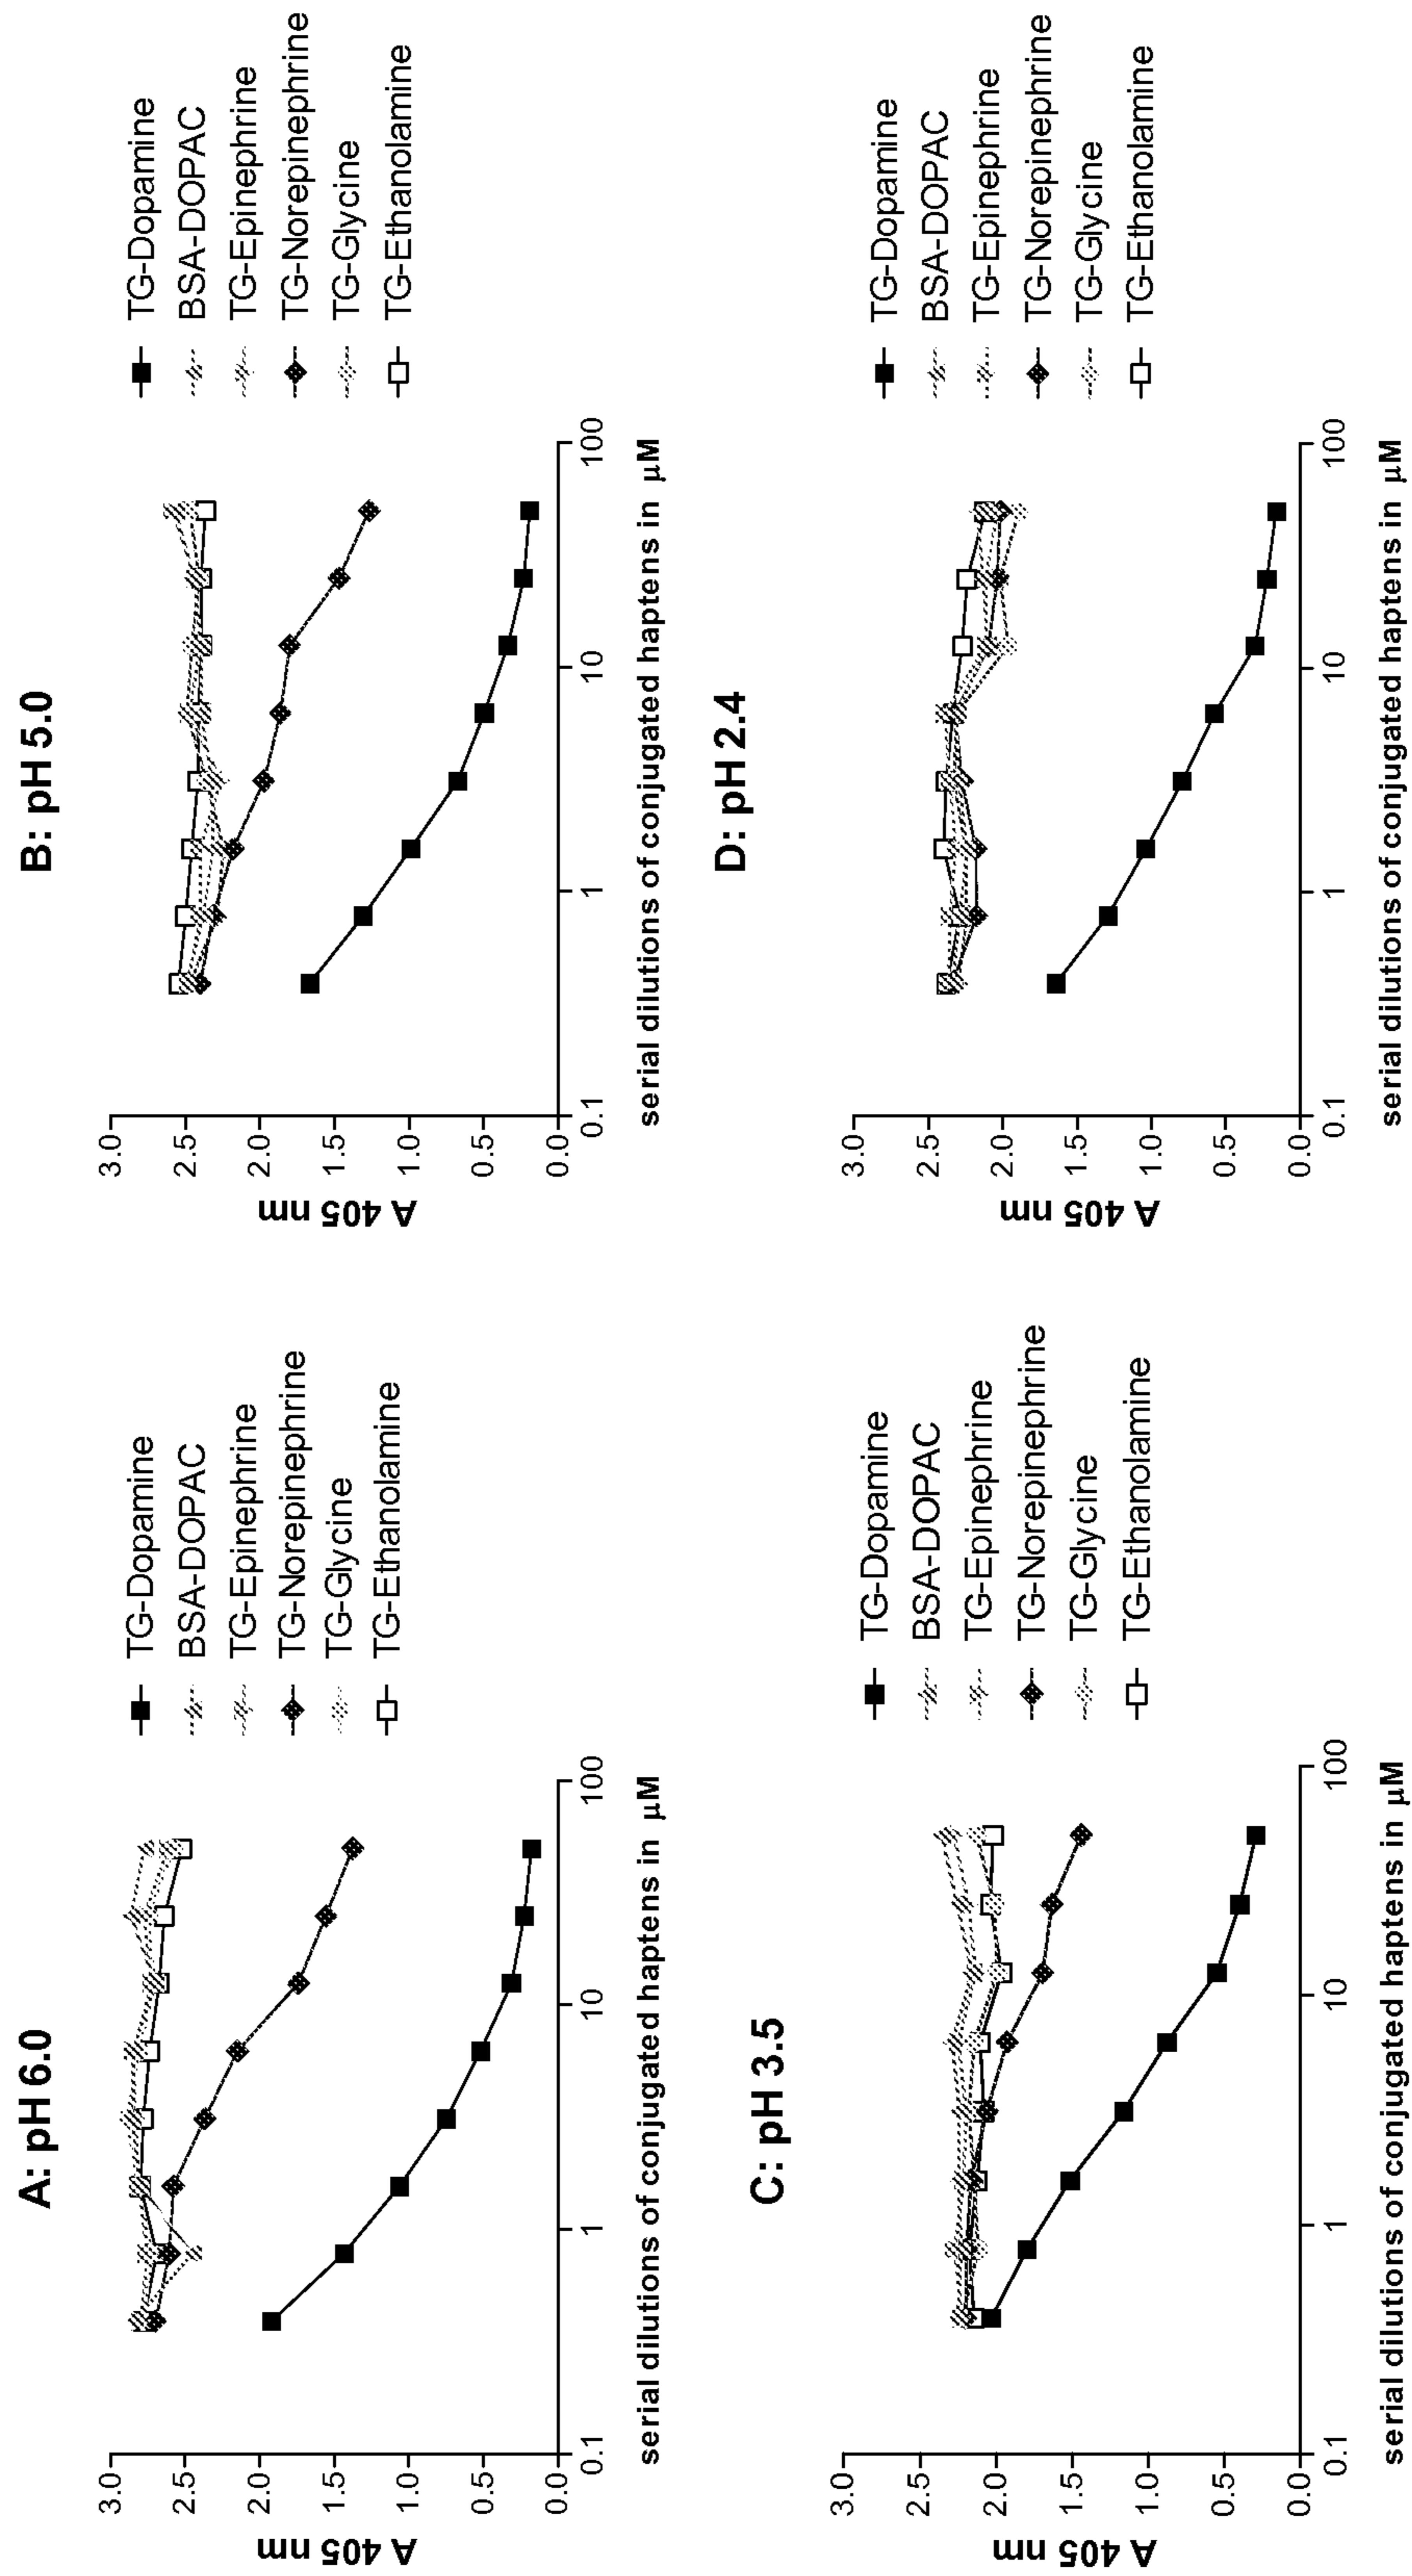 A: pH 6.0
A 405 nm
3.0
2.5
2.0
1.5
1.0
0.5
0.0
0.1
1
10
100
serial dilutions of conjugated haptens in µM
TG-Dopamine
BSA-DOPAC
TG-Epinephrine
TG-Norepinephrine
TG-Glycine
TG-Ethanolamine
B: pH 5.0
A 405 nm
3.0
2.5
2.0
1.5
1.0
0.5
0.0
0.1
1
10
100
serial dilutions of conjugated haptens in µM
TG-Dopamine
BSA-DOPAC
TG-Epinephrine
TG-Norepinephrine
TG-Glycine
TG-Ethanolamine
C: pH 3.5
A 405 nm
3.0
2.5
2.0
1.5
1.0
0.5
0.0
0.1
1
10
100
serial dilutions of conjugated haptens in µM
TG-Dopamine
BSA-DOPAC
TG-Epinephrine
TG-Norepinephrine
TG-Glycine
TG-Ethanolamine
D: pH 2.4
A 405 nm
3.0
2.5
2.0
1.5
1.0
0.5
0.0
0.1
1
10
100
serial dilutions of conjugated haptens in µM
TG-Dopamine
BSA-DOPAC
TG-Epinephrine
TG-Norepinephrine
TG-Glycine
TG-Ethanolamine